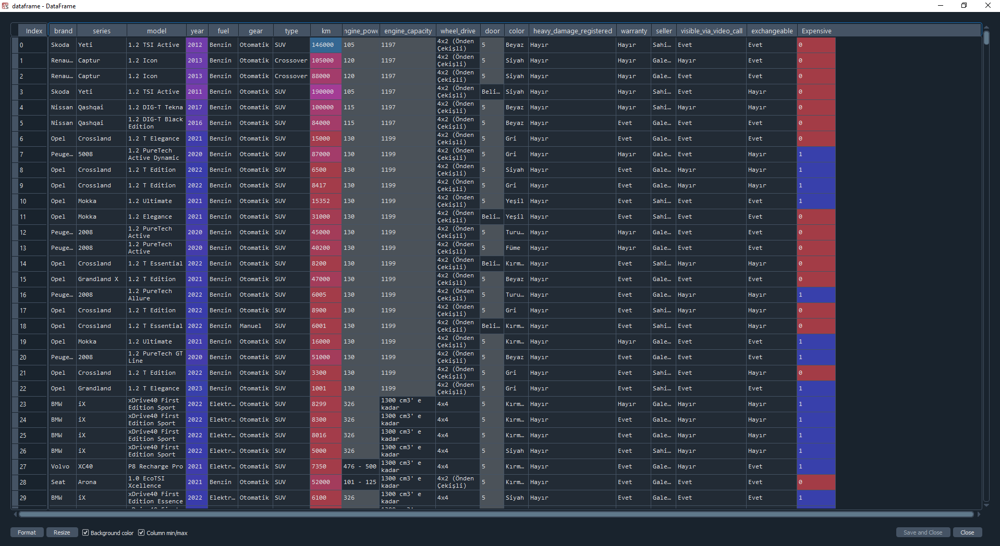 dataframe - DataFrame
Index brand series model year fuel gear type km ngine_powe engine_capacity wheel_drive door color heavy_damage_registered warranty seller visible_via_video_call exchangeable Expensive
0 Skoda Yeti 1.2 TSI Active 2012 Benzin Otomatik SUV 146000 105 1197 4x2 (Önden Çekişli) 5 Beyaz Hayır Hayır Sahi… Evet Evet 0
1 Renau… Captur 1.2 Icon 2013 Benzin Otomatik Crossover 105000 120 1197 4x2 (Önden Çekişli) 5 Siyah Hayır Hayır Gale… Hayır Evet 0
2 Renau… Captur 1.2 Icon 2013 Benzin Otomatik Crossover 88000 120 1197 4x2 (Önden Çekişli) 5 Siyah Hayır Hayır Gale… Evet Evet 0
3 Skoda Yeti 1.2 TSI Active 2011 Benzin Otomatik SUV 190000 105 1197 4x2 (Önden Çekişli) Beli… Siyah Hayır Hayır Sahi… Evet Hayır 0
4 Nissan Qashqai 1.2 DIG-T Tekna 2017 Benzin Otomatik SUV 100000 115 1197 4x2 (Önden Çekişli) 5 Beyaz Hayır Hayır Sahi… Hayır Hayır 0
5 Nissan Qashqai 1.2 DIG-T Black Edition 2016 Benzin Otomatik SUV 84000 115 1197 4x2 (Önden Çekişli) 5 Beyaz Hayır Evet Gale… Evet Evet 0
6 Opel Crossland 1.2 T Elegance 2021 Benzin Otomatik SUV 15000 130 1199 4x2 (Önden Çekişli) 5 Gri Hayır Evet Gale… Evet Evet 0
7 Peuge… 5008 1.2 PureTech Active Dynamic 2020 Benzin Otomatik SUV 87000 130 1199 4x2 (Önden Çekişli) 5 Gri Hayır Hayır Gale… Evet Hayır 1
8 Opel Crossland 1.2 T Edition 2022 Benzin Otomatik SUV 6500 130 1199 4x2 (Önden Çekişli) 5 Siyah Hayır Evet Gale… Hayır Hayır 1
9 Opel Crossland 1.2 T Edition 2022 Benzin Otomatik SUV 8417 130 1199 4x2 (Önden Çekişli) 5 Gri Hayır Evet Gale… Hayır Hayır 1
10 Opel Mokka 1.2 Ultimate 2021 Benzin Otomatik SUV 15352 130 1199 4x2 (Önden Çekişli) 5 Yeşil Hayır Evet Sahi… Evet Evet 1
11 Opel Mokka 1.2 Elegance 2021 Benzin Otomatik SUV 31000 130 1199 4x2 (Önden Çekişli) Beli… Yeşil Hayır Evet Sahi… Evet Evet 0
12 Peuge… 2008 1.2 PureTech Active 2020 Benzin Otomatik SUV 45000 130 1199 4x2 (Önden Çekişli) 5 Turu… Hayır Hayır Gale… Evet Evet 0
13 Peuge… 2008 1.2 PureTech Active 2020 Benzin Otomatik SUV 40200 130 1199 4x2 (Önden Çekişli) 5 Füme Hayır Hayır Gale… Evet Evet 0
14 Opel Crossland 1.2 T Essential 2022 Benzin Otomatik SUV 8200 130 1199 4x2 (Önden Çekişli) Beli… Kırm… Hayır Evet Sahi… Hayır Hayır 0
15 Opel Grandland X 1.2 T Edition 2021 Benzin Otomatik SUV 47000 130 1199 4x2 (Önden Çekişli) 5 Beyaz Hayır Evet Gale… Evet Evet 0
16 Peuge… 2008 1.2 PureTech Allure 2022 Benzin Otomatik SUV 6005 130 1199 4x2 (Önden Çekişli) 5 Turu… Hayır Evet Gale… Hayır Hayır 1
17 Opel Crossland 1.2 T Edition 2022 Benzin Otomatik SUV 8900 130 1199 4x2 (Önden Çekişli) 5 Gri Hayır Evet Sahi… Hayır Hayır 0
18 Opel Crossland 1.2 T Essential 2022 Benzin Manuel SUV 6001 130 1199 4x2 (Önden Çekişli) Beli… Kırm… Hayır Evet Sahi… Evet Hayır 0
19 Opel Mokka 1.2 Ultimate 2021 Benzin Otomatik SUV 16000 130 1199 4x2 (Önden Çekişli) 5 Kırm… Hayır Hayır Gale… Evet Evet 1
20 Peuge… 2008 1.2 PureTech GT Line 2020 Benzin Otomatik SUV 51000 130 1199 4x2 (Önden Çekişli) 5 Beyaz Hayır Evet Gale… Evet Evet 1
21 Opel Crossland 1.2 T Edition 2022 Benzin Otomatik SUV 3300 130 1199 4x2 (Önden Çekişli) 5 Gri Hayır Evet Sahi… Evet Hayır 0
22 Opel Grandland 1.2 T Elegance 2023 Benzin Otomatik SUV 1001 130 1199 4x2 (Önden Çekişli) 5 Gri Hayır Evet Sahi… Evet Evet 1
23 BMW iX xDrive40 First Edition Sport 2022 Elektr… Otomatik SUV 8299 326 1300 cm3' e kadar 4x4 5 Kırm… Hayır Hayır Gale… Hayır Evet 1
24 BMW iX xDrive40 First Edition Sport 2022 Elektr… Otomatik SUV 8300 326 1300 cm3' e kadar 4x4 5 Kırm… Hayır Evet Gale… Hayır Hayır 1
25 BMW iX xDrive40 First Edition Sport 2022 Elektr… Otomatik SUV 8016 326 1300 cm3' e kadar 4x4 5 Kırm… Hayır Evet Gale… Hayır Hayır 1
26 BMW iX xDrive40 First Edition Sport 2022 Elektr… Otomatik SUV 5000 326 1300 cm3' e kadar 4x4 5 Siyah Hayır Evet Sahi… Hayır Hayır 1
27 Volvo XC40 P8 Recharge Pro 2021 Elektr… Otomatik SUV 7350 476 - 500 1300 cm3' e kadar 4x4 5 Kırm… Hayır Evet Gale… Hayır Evet 1
28 Seat Arona 1.0 EcoTSI Xcellence 2021 Benzin Otomatik SUV 52000 101 - 125 1300 cm3' e kadar 4x2 (Önden Çekişli) 5 Kırm… Hayır Evet Gale… Evet Evet 0
29 BMW iX xDrive40 First Edition Essence 2022 Elektr… Otomatik SUV 6100 326 1300 cm3' e kadar 4x4 5 Siyah Hayır Evet Gale… Evet Evet 1
Format Resize Background color Column min/max Save and Close Close